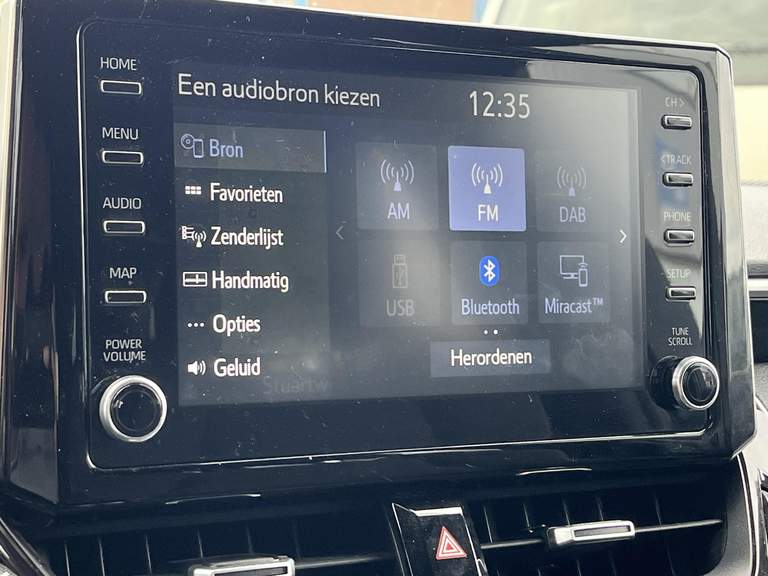 HOME
MENU
AUDIO
MAP
POWER
VOLUME
Een audiobron kiezen
12:35
Bron
Favorieten
Zenderlijst
Handmatig
Opties
Geluid
AM
FM
DAB
USB
Bluetooth
Miracast™
Herordenen
CH >
< TRACK
PHONE
SETUP
TUNE
SCROLL